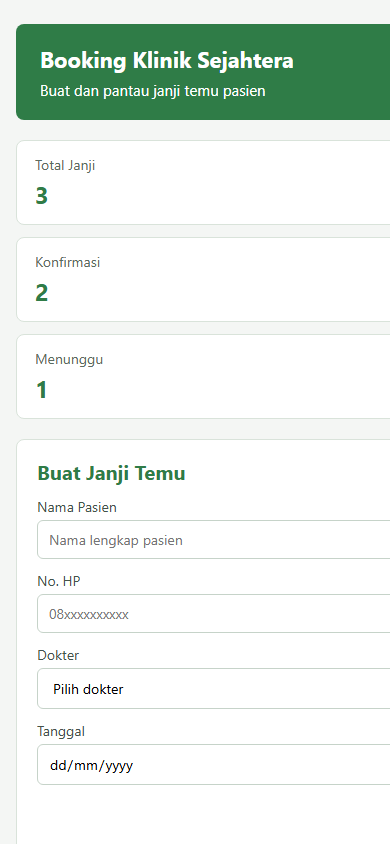 Booking Klinik Sejahtera
Buat dan pantau janji temu pasien
Total Janji
3
Konfirmasi
2
Menunggu
1
Buat Janji Temu
Nama Pasien
Nama lengkap pasien
No. HP
08xxxxxxxxxx
Dokter
Pilih dokter
Tanggal
dd/mm/yyyy